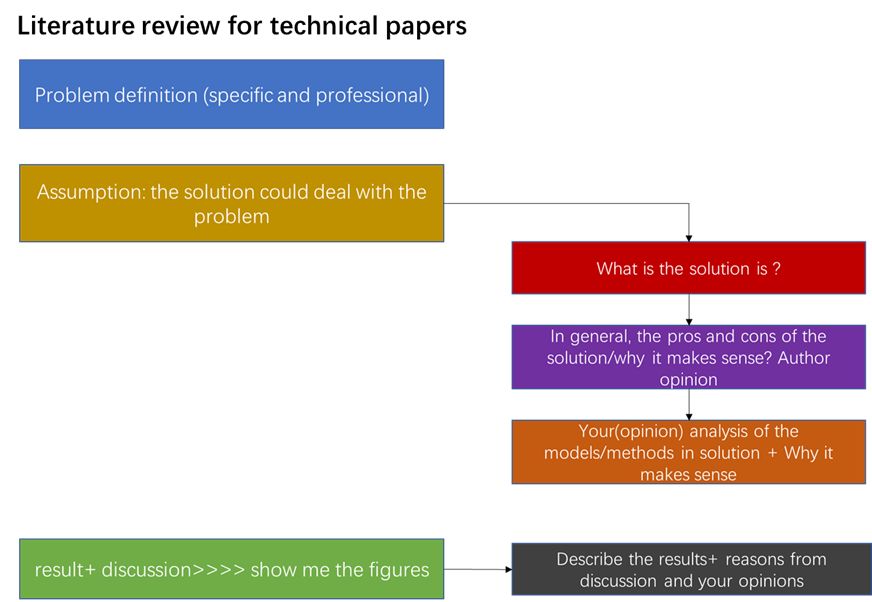 Literature review for technical papers
Problem definition (specific and professional)
Assumption: the solution could deal with the
problem
What is the solution is ?
In general, the pros and cons of the
solution/why it makes sense? Author
opinion
Your(opinion) analysis of the
models/methods in solution + Why it
makes sense
result+ discussion>>>> show me the figures
Describe the results+ reasons from
discussion and your opinions